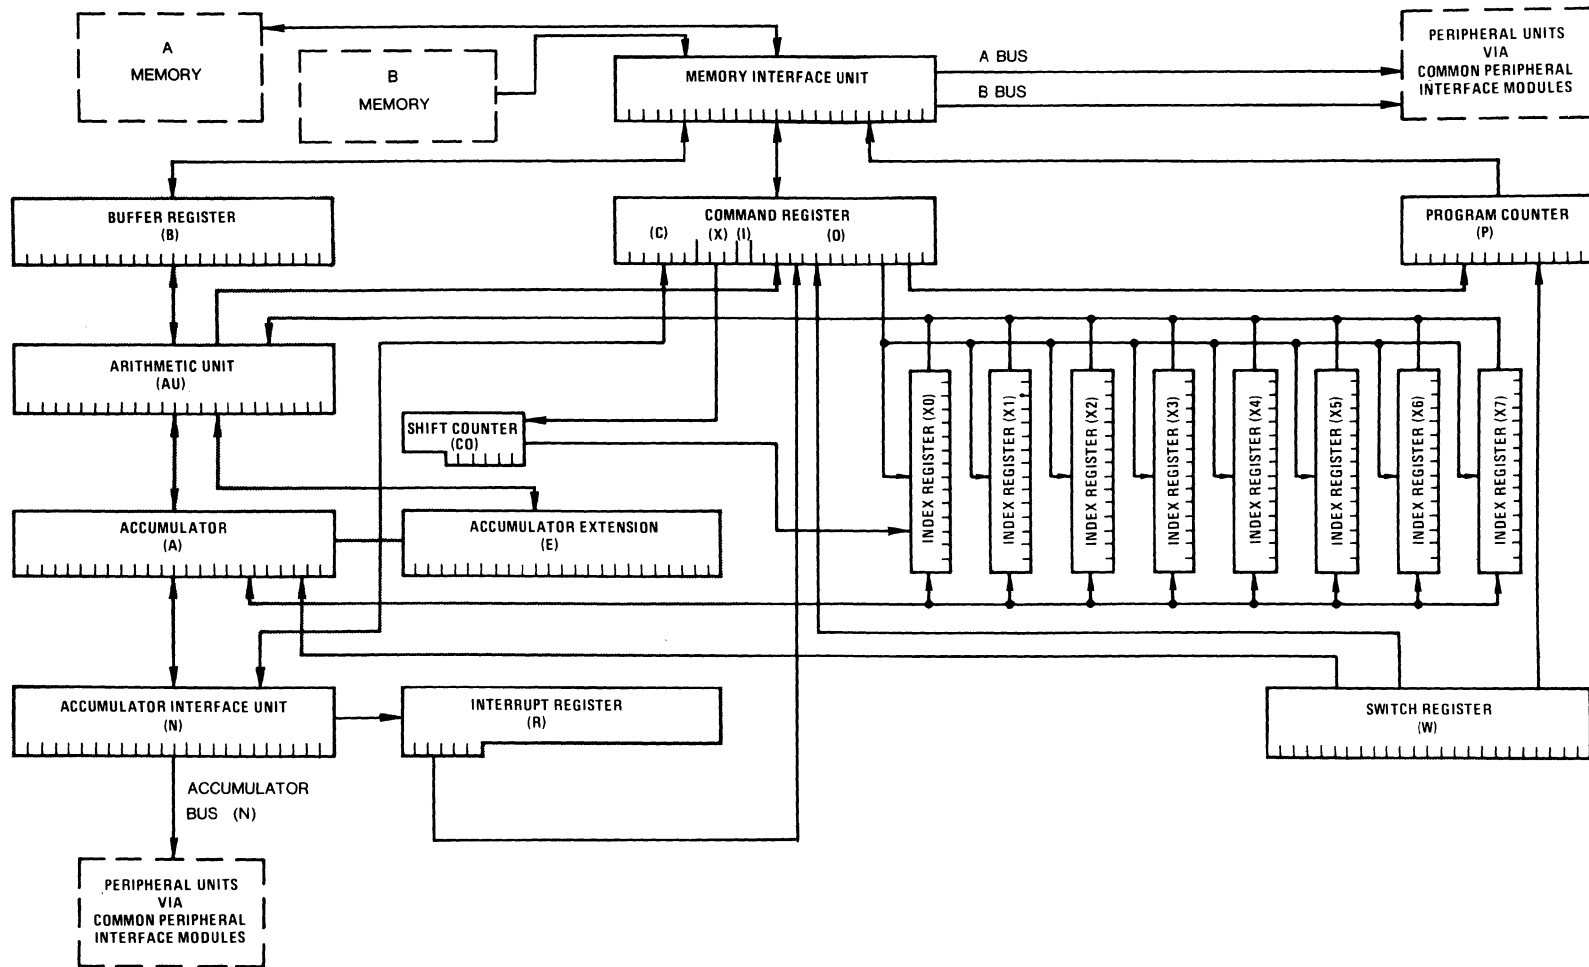 A
MEMORY
B
MEMORY
MEMORY INTERFACE UNIT
A BUS
B BUS
PERIPHERAL UNITS
VIA
COMMON PERIPHERAL
INTERFACE MODULES
BUFFER REGISTER
(B)
COMMAND REGISTER
(C) (X) (I) (O)
PROGRAM COUNTER
(P)
ARITHMETIC UNIT
(AU)
SHIFT COUNTER
(CO)
INDEX REGISTER (X0)
INDEX REGISTER (X1)
INDEX REGISTER (X2)
INDEX REGISTER (X3)
INDEX REGISTER (X4)
INDEX REGISTER (X5)
INDEX REGISTER (X6)
INDEX REGISTER (X7)
ACCUMULATOR
(A)
ACCUMULATOR EXTENSION
(E)
ACCUMULATOR INTERFACE UNIT
(N)
INTERRUPT REGISTER
(R)
SWITCH REGISTER
(W)
ACCUMULATOR
BUS (N)
PERIPHERAL UNITS
VIA
COMMON PERIPHERAL
INTERFACE MODULES